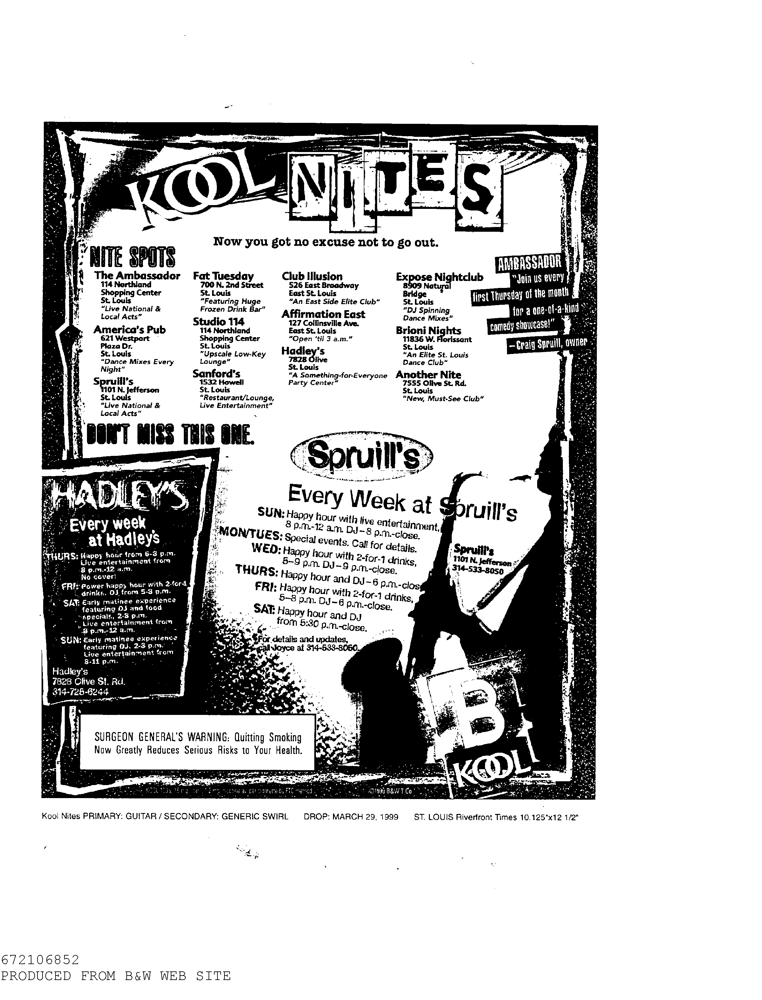 KOOL NITES
Now you got no excuse not to go out.
NITE SPOTS
The Ambassador
114 Northland
Shopping Center
St. Louis
"Live National &
Local Acts"
America's Pub
621 Westport
Plaza Dr.
St. Louis
"Dance Mixes Every
Night"
Spruill's
1101 N. Jefferson
St. Louis
"Live National &
Local Acts"
Fat Tuesday
700 N. 2nd Street
St. Louis
"Featuring Huge
Frozen Drink Bar"
Studio 114
114 Northland
Shopping Center
St. Louis
"Upscale Low-Key
Lounge"
Sanford's
1532 Howell
St. Louis
"Restaurant/Lounge,
Live Entertainment"
Club Illusion
526 East Broadway
East St. Louis
"An East Side Elite Club"
Affirmation East
127 Collinsville Ave.
East St. Louis
"Open 'til 3 a.m."
Hadley's
7828 Olive
St. Louis
"A Something-for-Everyone
Party Center"
Expose Nightclub
8909 Natural
Bridge
St. Louis
"DJ Spinning
Dance Mixes"
Brioni Nights
11836 W. Florissant
St. Louis
"An Elite St. Louis
Dance Club"
Another Nite
7555 Olive St. Rd.
St. Louis
"New, Must-See Club"
AMBASSADOR
"Join us every
first Thursday of the month
for a one-of-a-kind
comedy showcase!"
—Craig Spruill, owner
DON'T MISS THIS ONE.
HADLEY'S
Every week
at Hadley's
THURS: Happy hour from 6-8 p.m.
Live entertainment from
8 p.m.-12 a.m.
No cover!
FRI: Power happy hour with 2-for-1
drinks. DJ from 5-8 p.m.
SAT: Early matinee experience
featuring DJ and food
specials, 2-8 p.m.
Live entertainment from
8 p.m.-12 a.m.
SUN: Early matinee experience
featuring DJ, 2-8 p.m.
Live entertainment from
8-11 p.m.
Hadley's
7828 Olive St. Rd.
314-726-6244
Spruill's
Every Week at Spruill's
SUN: Happy hour with live entertainment,
8 p.m.-12 a.m. DJ–8 p.m.-close.
MON/TUES: Special events. Call for details.
WED: Happy hour with 2-for-1 drinks,
5–9 p.m. DJ–9 p.m.-close.
THURS: Happy hour and DJ–6 p.m.-clos
FRI: Happy hour with 2-for-1 drinks,
5–8 p.m. DJ–6 p.m.-close.
SAT: Happy hour and DJ
from 5:30 p.m.-close.
For details and updates,
call Joyce at 314-533-8050.
Spruill's
1101 N. Jefferson
314-533-8050
B
KOOL
SURGEON GENERAL'S WARNING: Quitting Smoking
Now Greatly Reduces Serious Risks to Your Health.
©1999 B&W T Co.
Kool Nites PRIMARY: GUITAR / SECONDARY: GENERIC SWIRL DROP: MARCH 29, 1999 ST. LOUIS Riverfront Times 10.125"x12 1/2"
672106852
PRODUCED FROM B&W WEB SITE